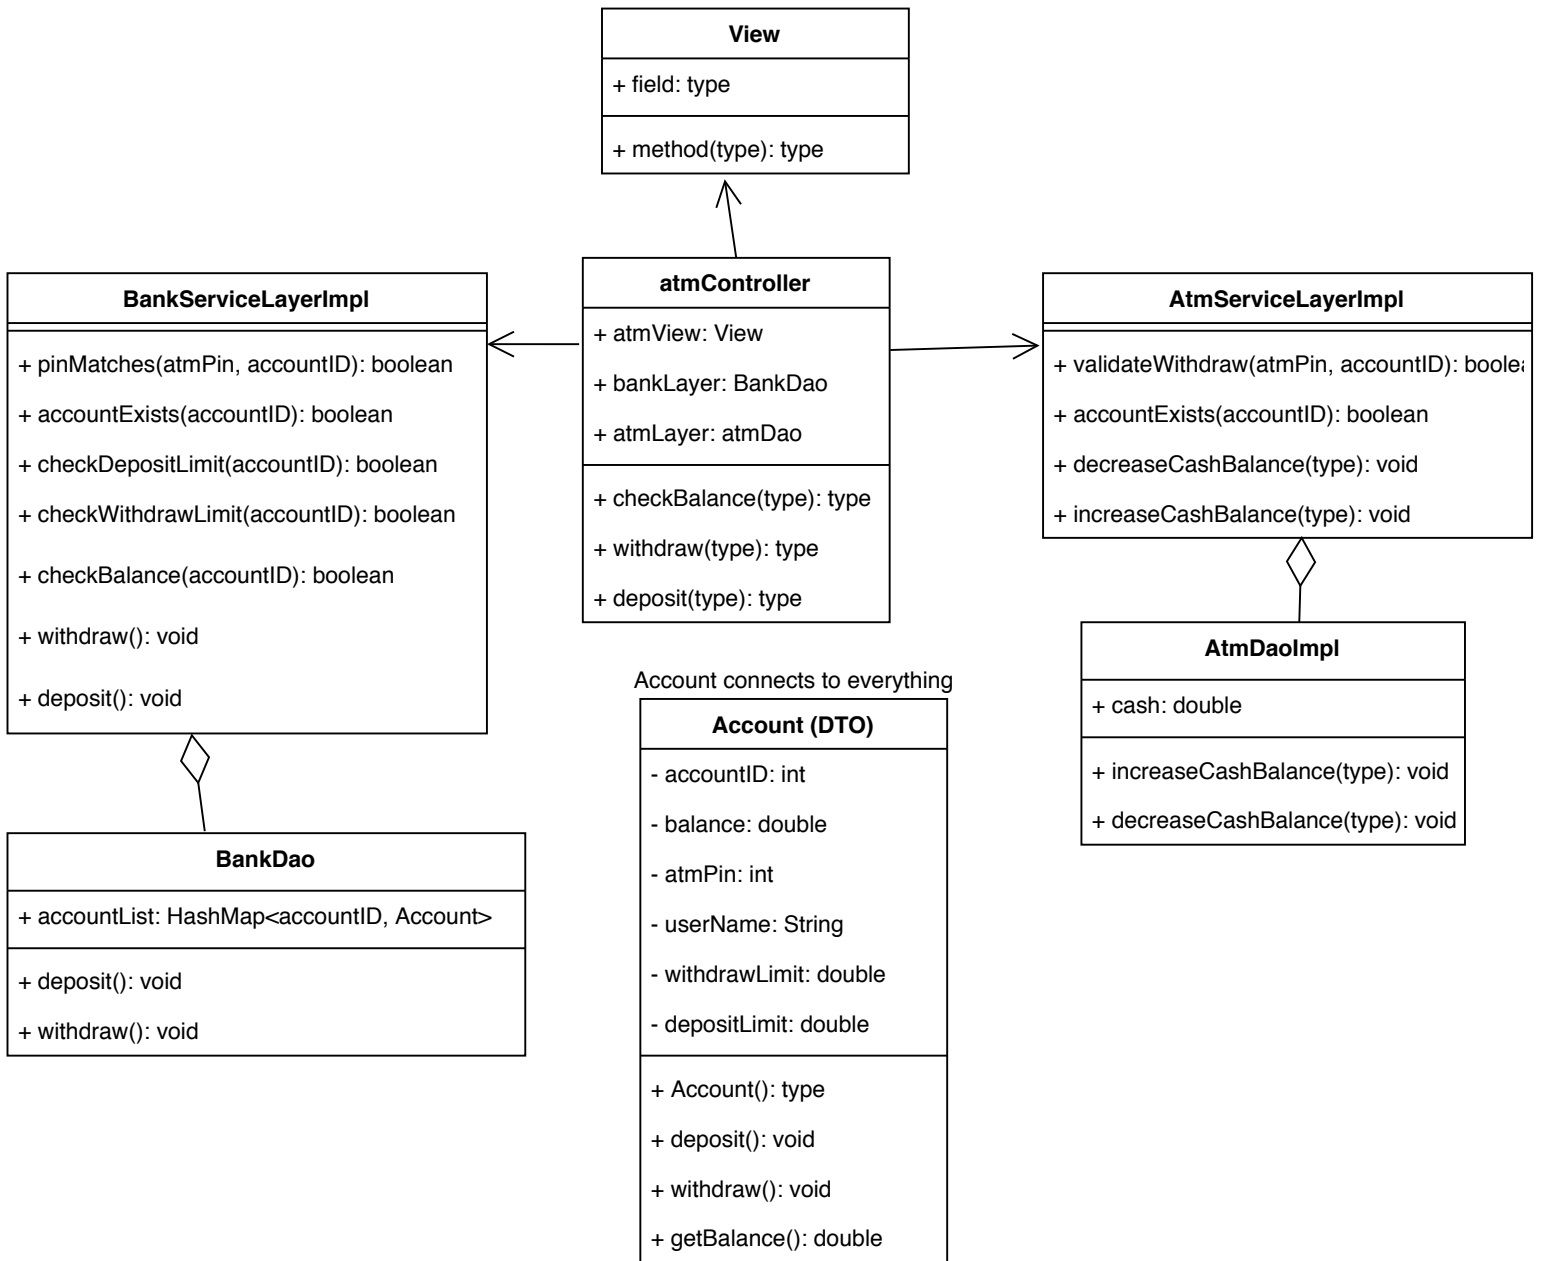 View
+ field: type
+ method(type): type
BankServiceLayerImpl
+ pinMatches(atmPin, accountID): boolean
+ accountExists(accountID): boolean
+ checkDepositLimit(accountID): boolean
+ checkWithdrawLimit(accountID): boolean
+ checkBalance(accountID): boolean
+ withdraw(): void
+ deposit(): void
atmController
+ atmView: View
+ bankLayer: BankDao
+ atmLayer: atmDao
+ checkBalance(type): type
+ withdraw(type): type
+ deposit(type): type
AtmServiceLayerImpl
+ validateWithdraw(atmPin, accountID): boolea
+ accountExists(accountID): boolean
+ decreaseCashBalance(type): void
+ increaseCashBalance(type): void
AtmDaoImpl
+ cash: double
+ increaseCashBalance(type): void
+ decreaseCashBalance(type): void
BankDao
+ accountList: HashMap<accountID, Account>
+ deposit(): void
+ withdraw(): void
Account connects to everything
Account (DTO)
- accountID: int
- balance: double
- atmPin: int
- userName: String
- withdrawLimit: double
- depositLimit: double
+ Account(): type
+ deposit(): void
+ withdraw(): void
+ getBalance(): double